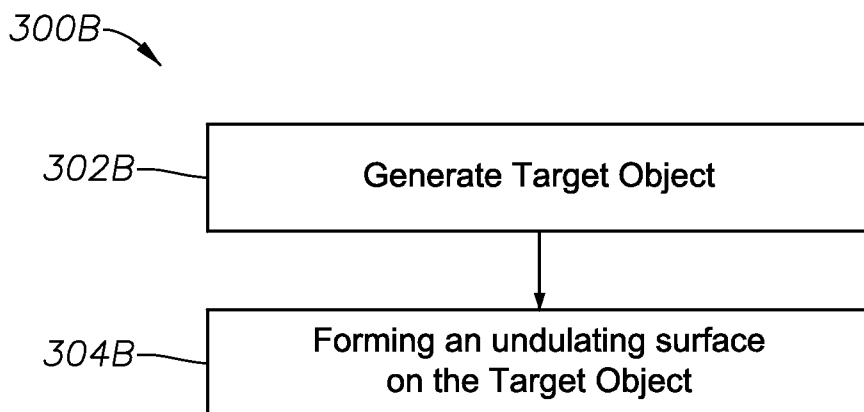 300B
302B
Generate Target Object
304B
Forming an undulating surface
on the Target Object